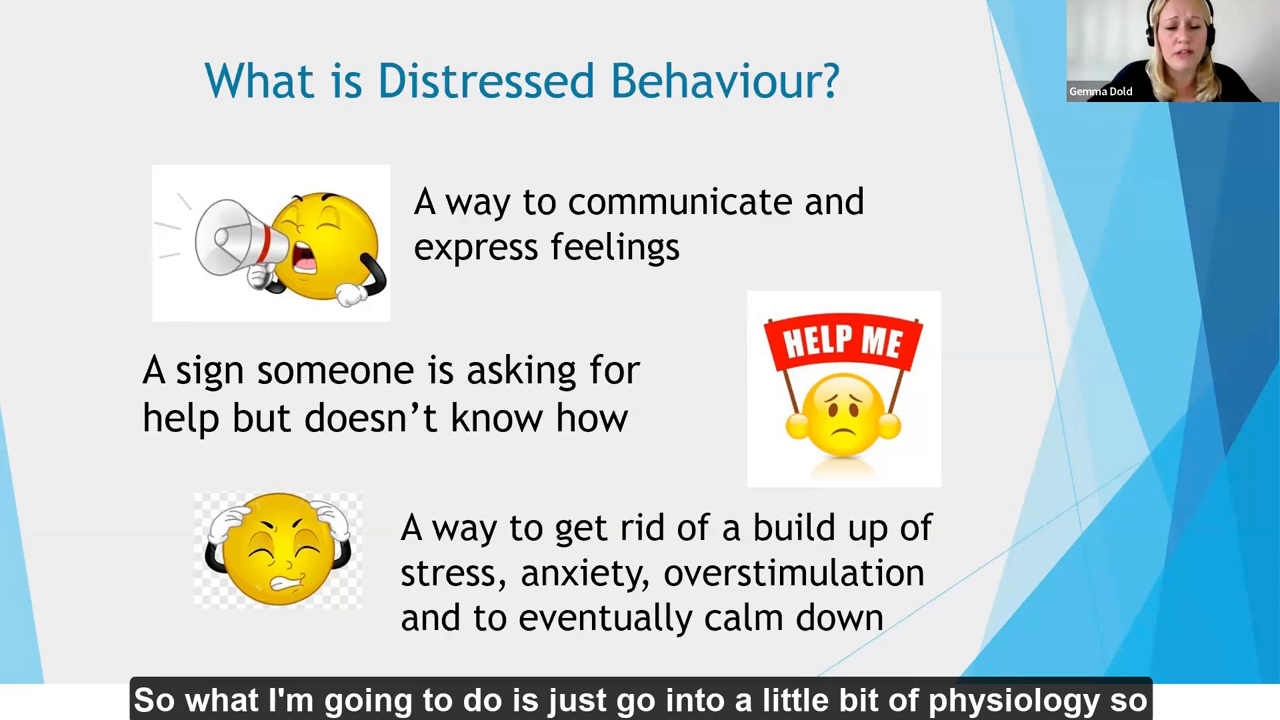 What is Distressed Behaviour?
Gemma Dold
A way to communicate and
express feelings
HELP ME
A sign someone is asking for
help but doesn’t know how
A way to get rid of a build up of
stress, anxiety, overstimulation
and to eventually calm down
So what I'm going to do is just go into a little bit of physiology so